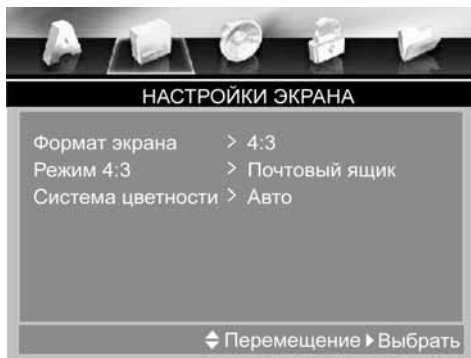 НАСТРОЙКИ ЭКРАНА
Формат экрана > 4:3
Режим 4:3 > Почтовый ящик
Система цветности > Авто
Перемещение Выбрать